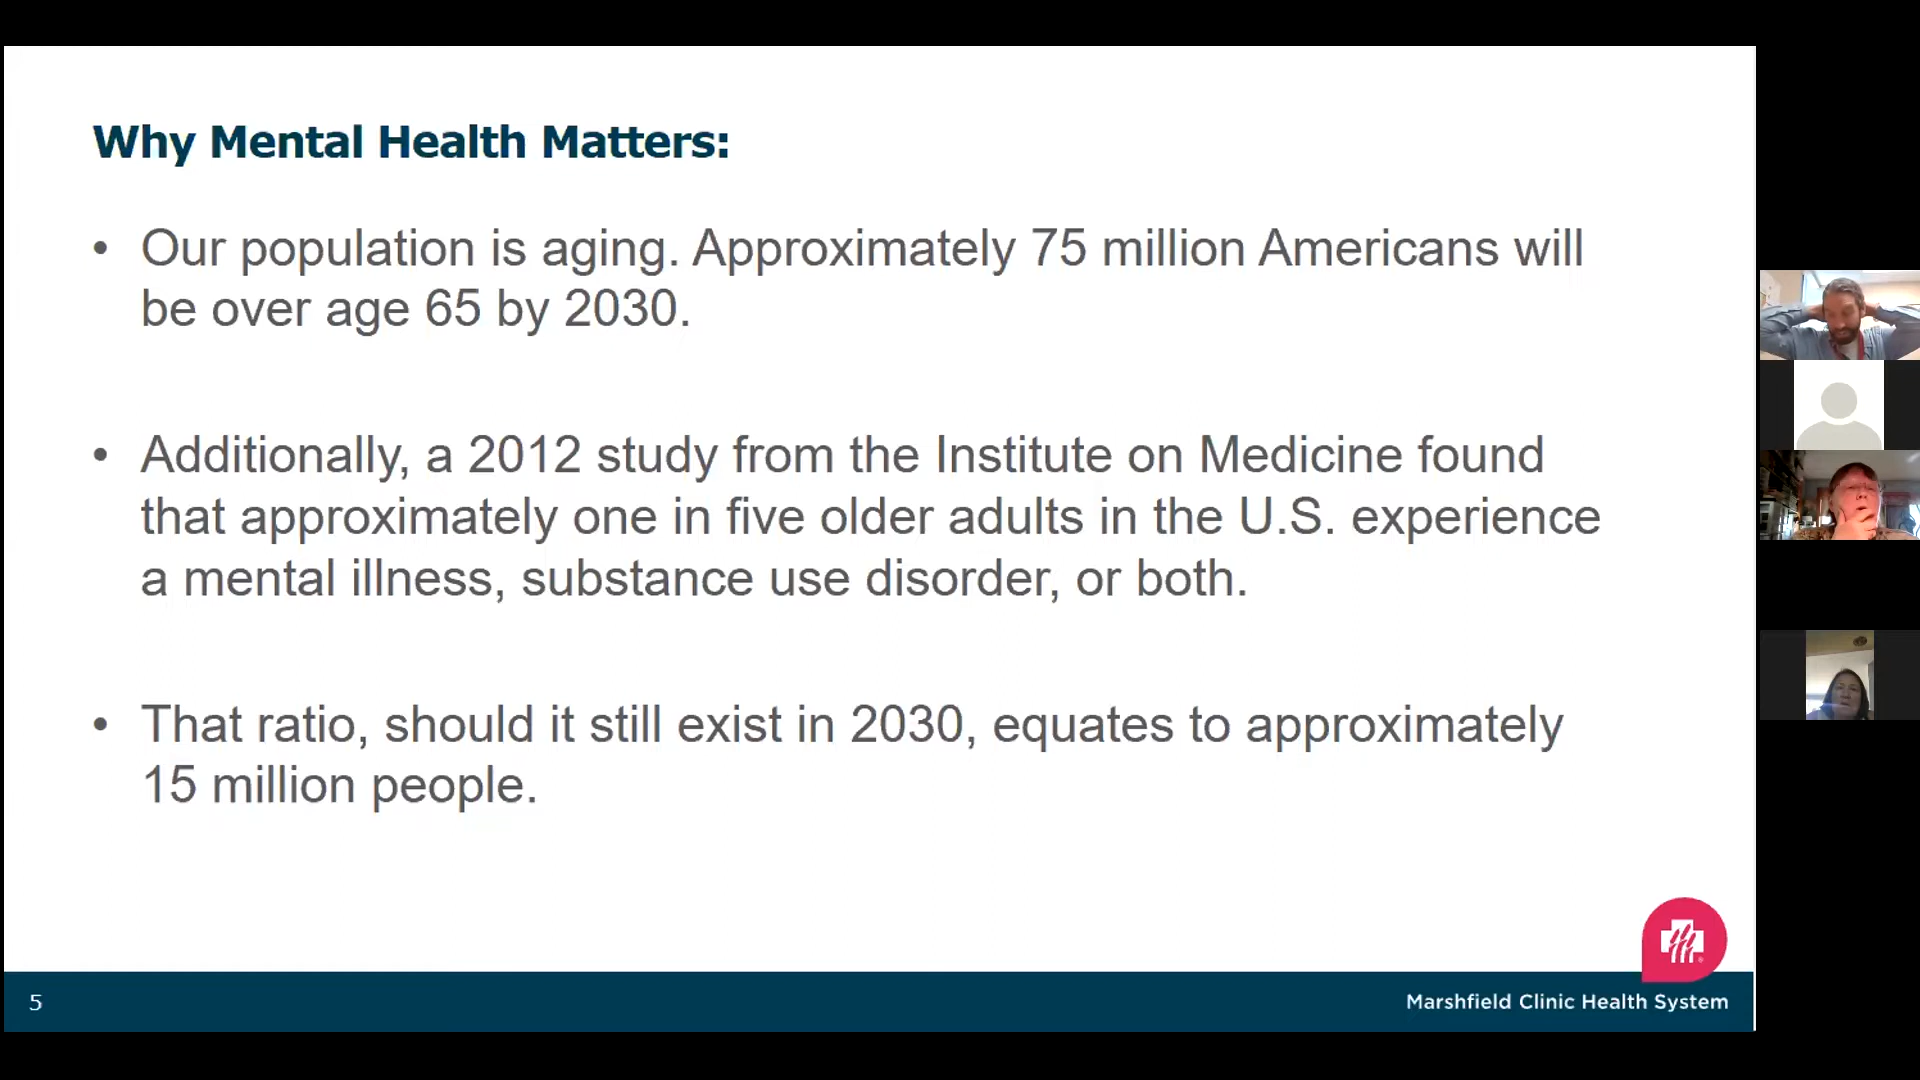 Why Mental Health Matters:
• Our population is aging. Approximately 75 million Americans will
be over age 65 by 2030.
• Additionally, a 2012 study from the Institute on Medicine found
that approximately one in five older adults in the U.S. experience
a mental illness, substance use disorder, or both.
• That ratio, should it still exist in 2030, equates to approximately
15 million people.
5
Marshfield Clinic Health System